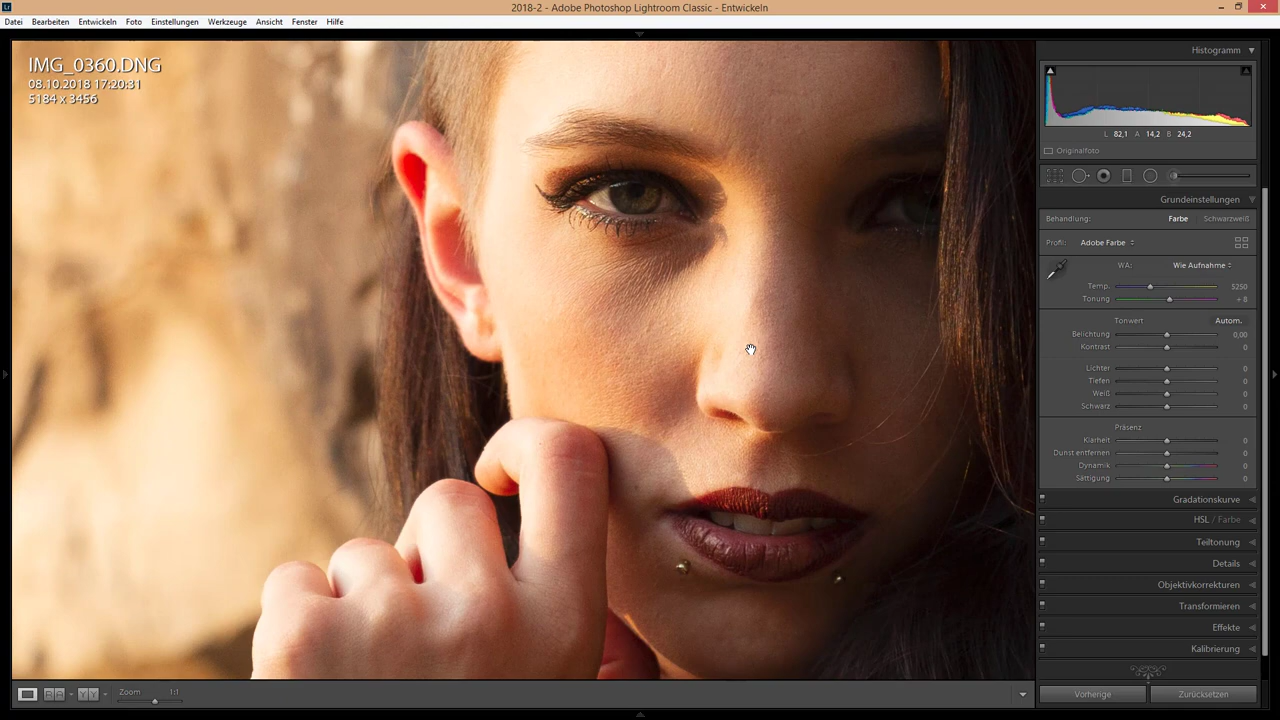 2018-2 - Adobe Photoshop Lightroom Classic - Entwickeln
Datei Bearbeiten Entwickeln Foto Einstellungen Werkzeuge Ansicht Fenster Hilfe
IMG_0360.DNG
08.10.2018 17:20:31
5184 x 3456
Histogramm
L 82,1 A 14,2 B 24,2
Originalfoto
Grundeinstellungen
Behandlung: Farbe Schwarzweiß
Profil: Adobe Farbe
WA: Wie Aufnahme
Temp. 5250
Tonung + 8
Tonwert Autom.
Belichtung 0,00
Kontrast 0
Lichter 0
Tiefen 0
Weiß 0
Schwarz 0
Präsenz
Klarheit 0
Dunst entfernen 0
Dynamik 0
Sättigung 0
Gradationskurve
HSL / Farbe
Teiltonung
Details
Objektivkorrekturen
Transformieren
Effekte
Kalibrierung
Zoom 1:1
Vorherige Zurücksetzen